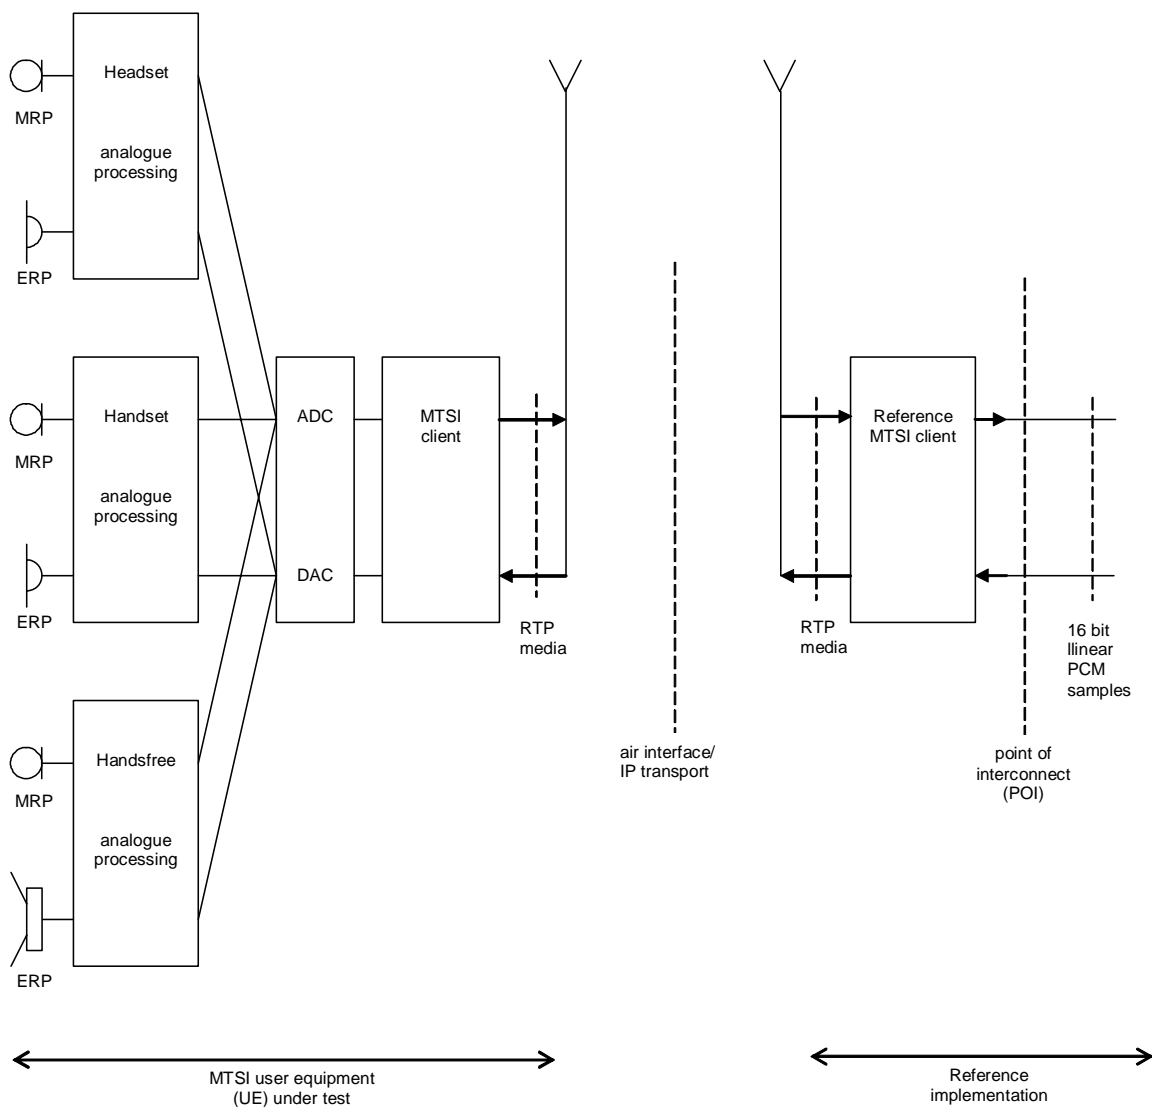 Headset
MRP
analogue
processing
ERP
Handset
MRP
analogue
processing
ERP
Handsfree
MRP
analogue
processing
ERP
ADC
DAC
MTSI
client
RTP
media
air interface/
IP transport
RTP
media
Reference
MTSI client
16 bit
llinear
PCM
samples
point of
interconnect
(POI)
MTSI user equipment
(UE) under test
Reference
implementation